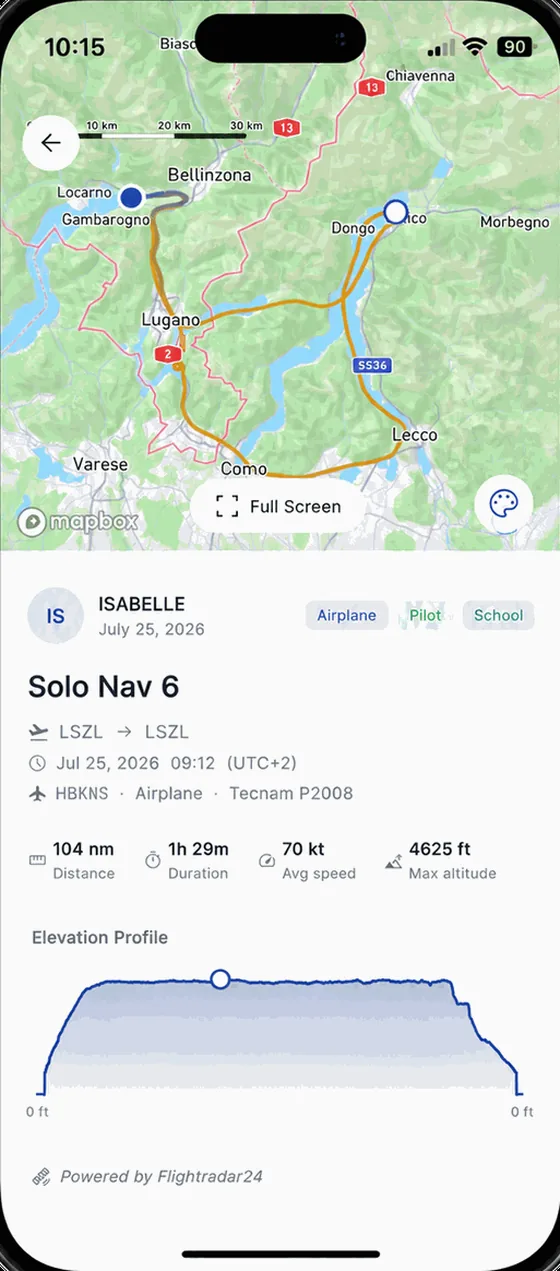 10:15
90
Biasc
13
Chiavenna
10 km 20 km 30 km
13
Bellinzona
Locarno
Gambarogno
Dongo
ico
Morbegno
Lugano
2
SS36
Lecco
Varese
Como
Full Screen
mapbox
IS
ISABELLE
July 25, 2026
Airplane
Pilot
School
Solo Nav 6
LSZL → LSZL
Jul 25, 2026 09:12 (UTC+2)
HBKNS · Airplane · Tecnam P2008
104 nm
Distance
1h 29m
Duration
70 kt
Avg speed
4625 ft
Max altitude
Elevation Profile
0 ft
0 ft
Powered by Flightradar24